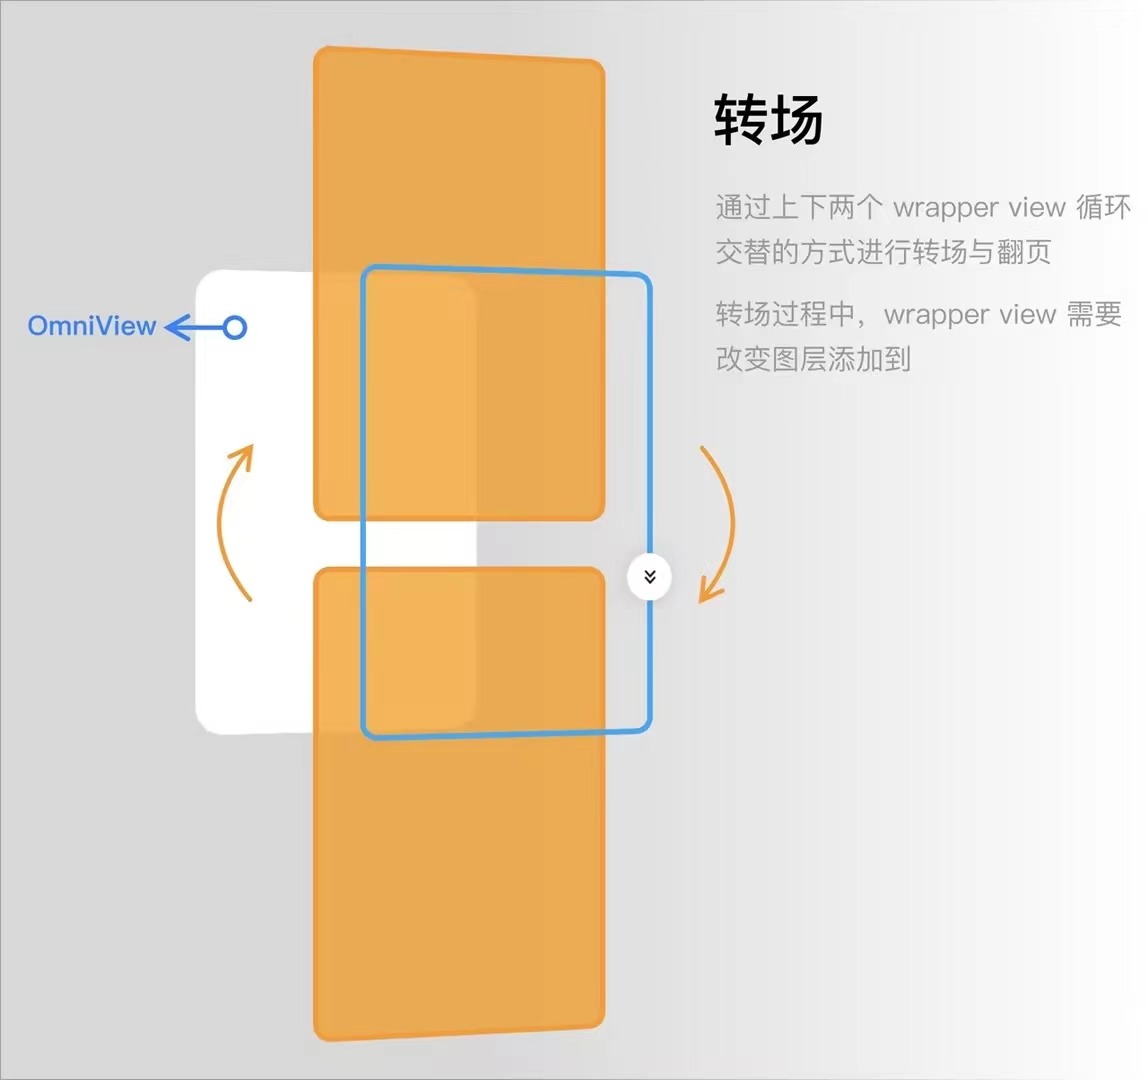 转场
通过上下两个 wrapper view 循环
交替的方式进行转场与翻页
转场过程中，wrapper view 需要
改变图层添加到
OmniView